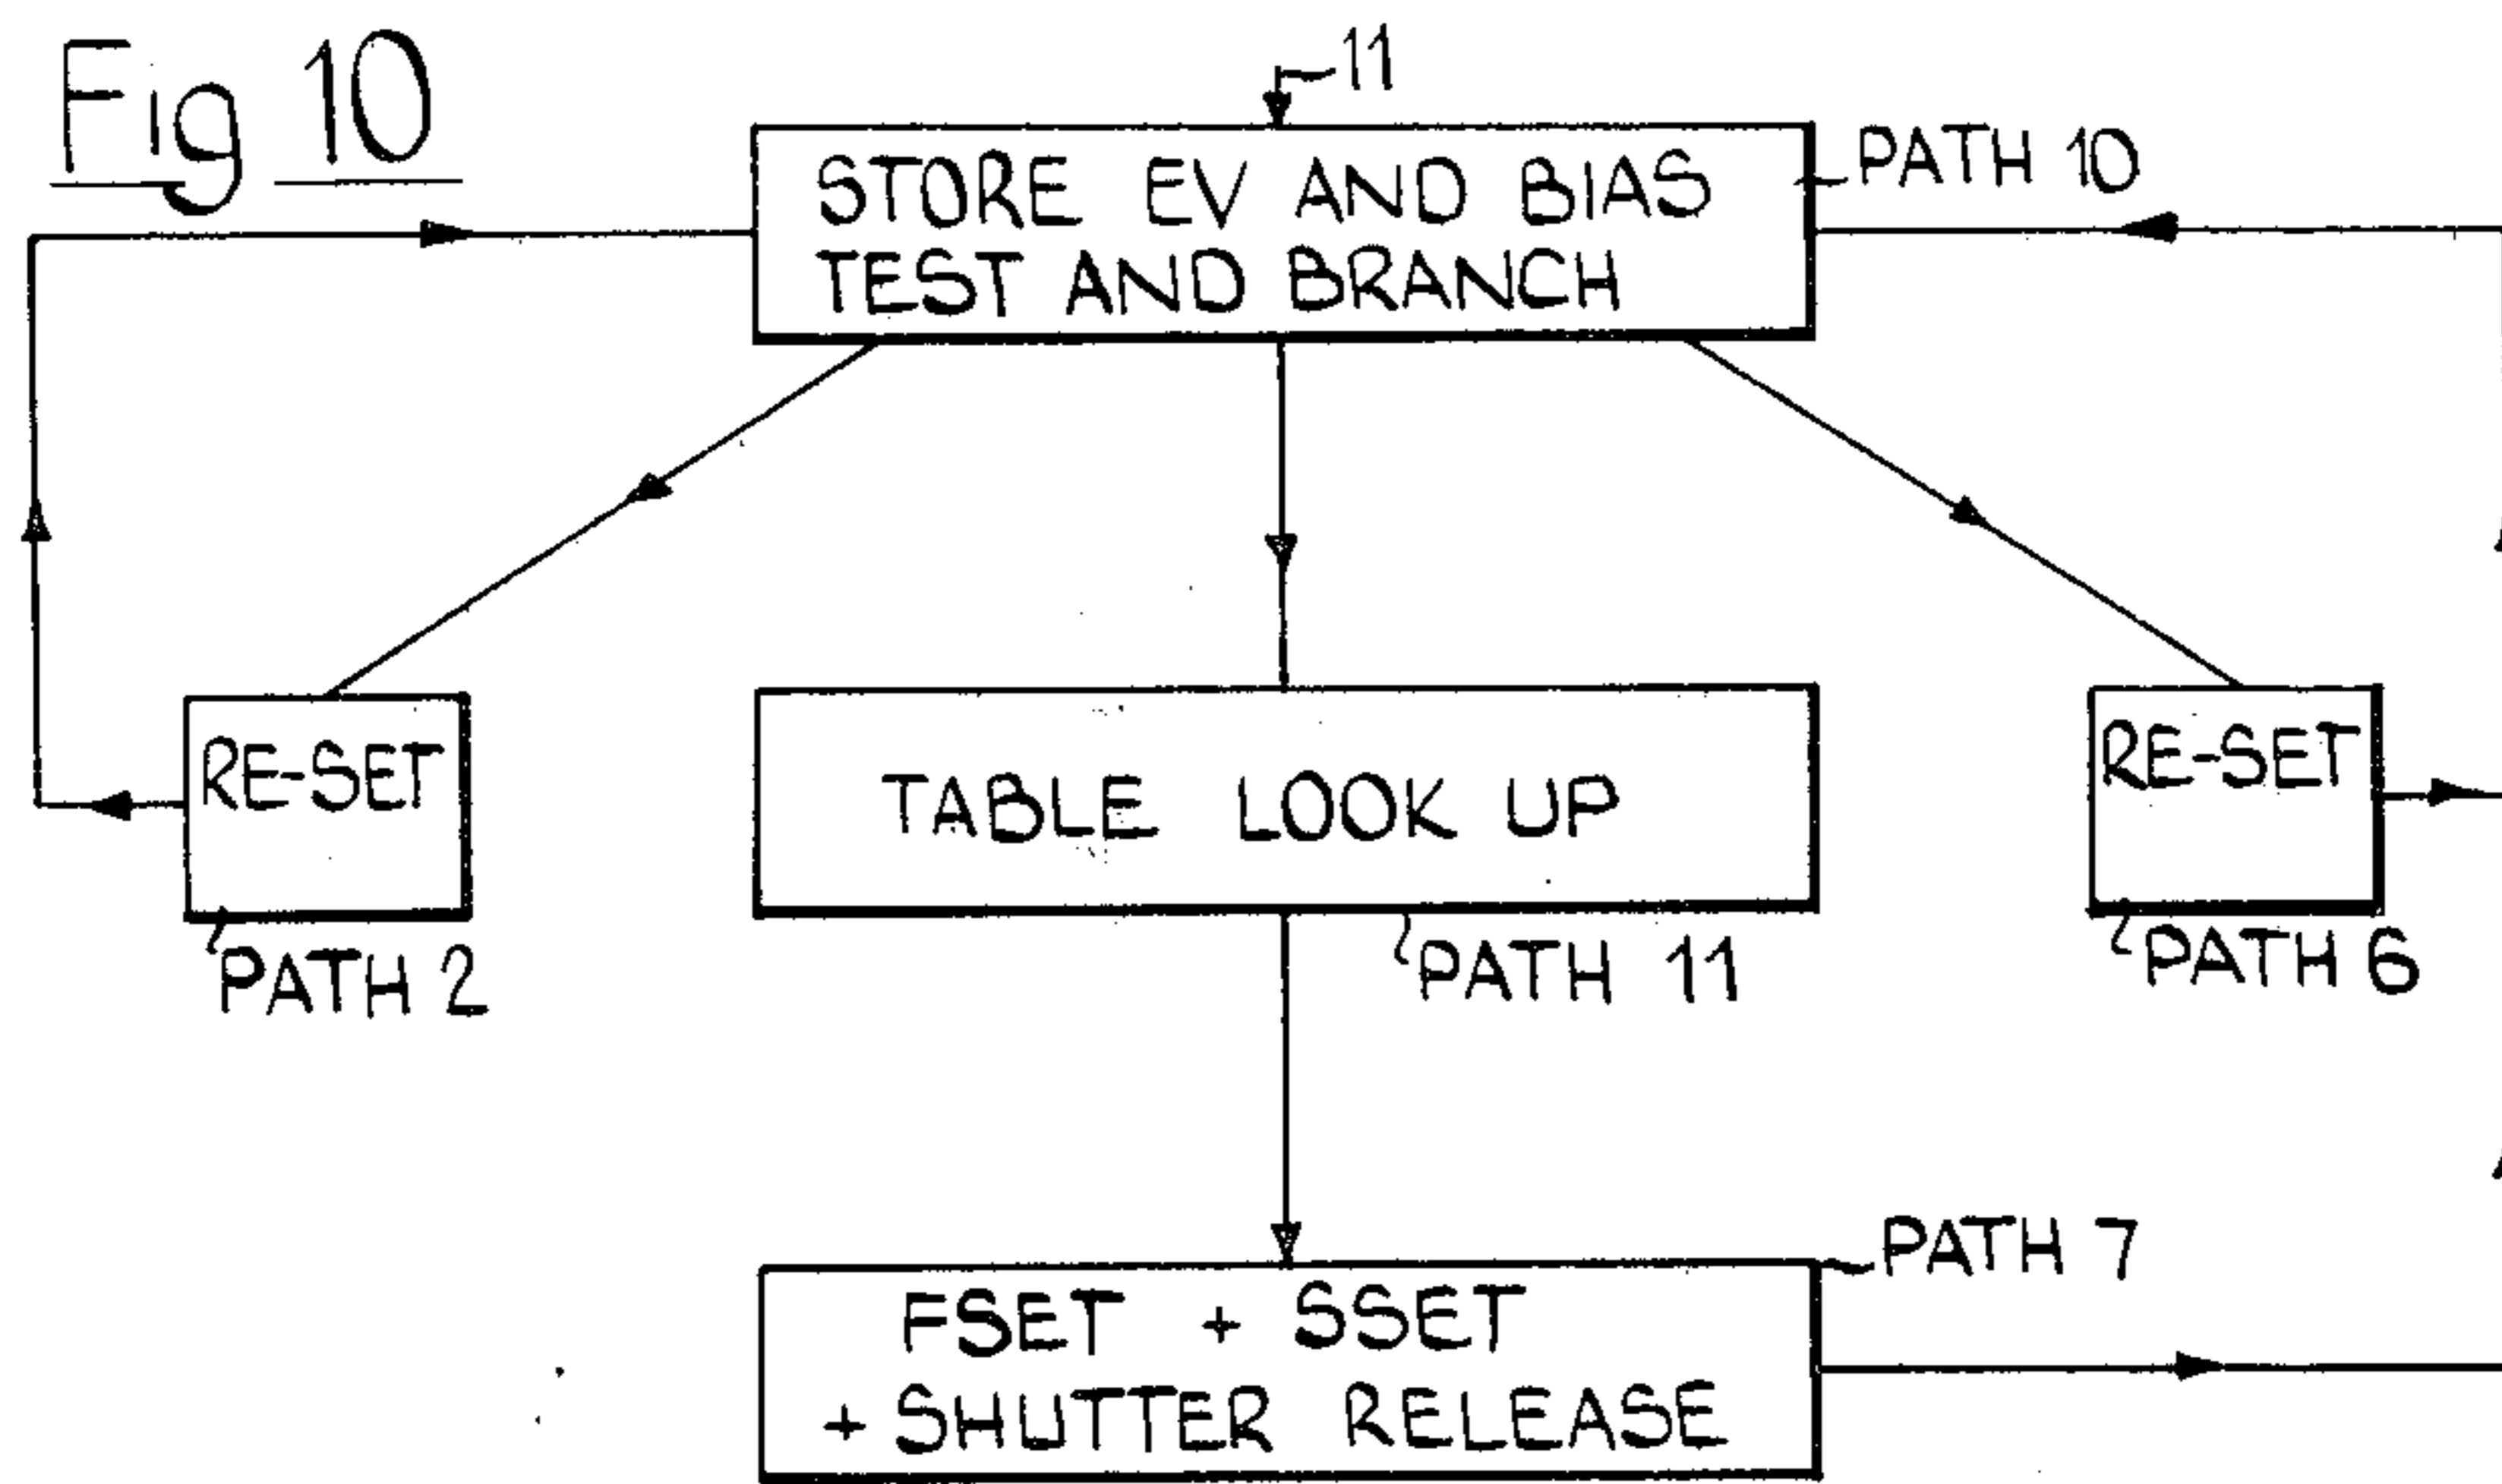 Fig 10
11
STORE EV AND BIAS
TEST AND BRANCH
PATH 10
RE-SET
TABLE LOOK UP
RE-SET
PATH 2
PATH 11
PATH 6
PATH 7
FSET + SSET
+ SHUTTER RELEASE